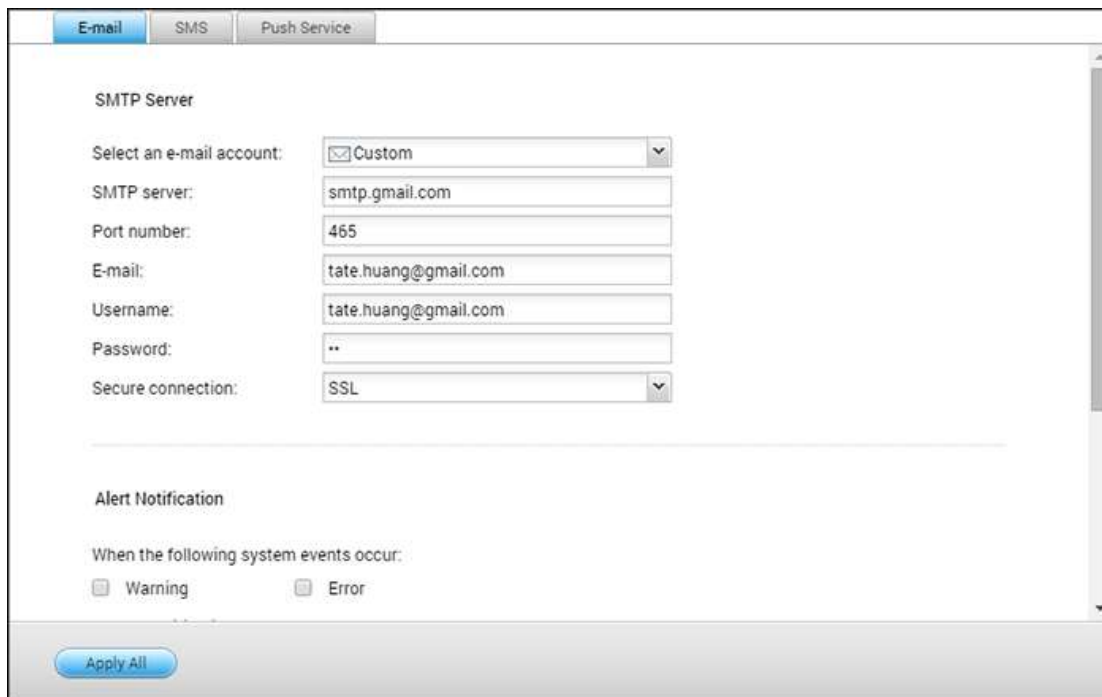 E-mail SMS Push Service
SMTP Server
Select an e-mail account: Custom
SMTP server: smtp.gmail.com
Port number: 465
E-mail: tate.huang@gmail.com
Username: tate.huang@gmail.com
Password: ••
Secure connection: SSL
Alert Notification
When the following system events occur:
Warning Error
Apply All